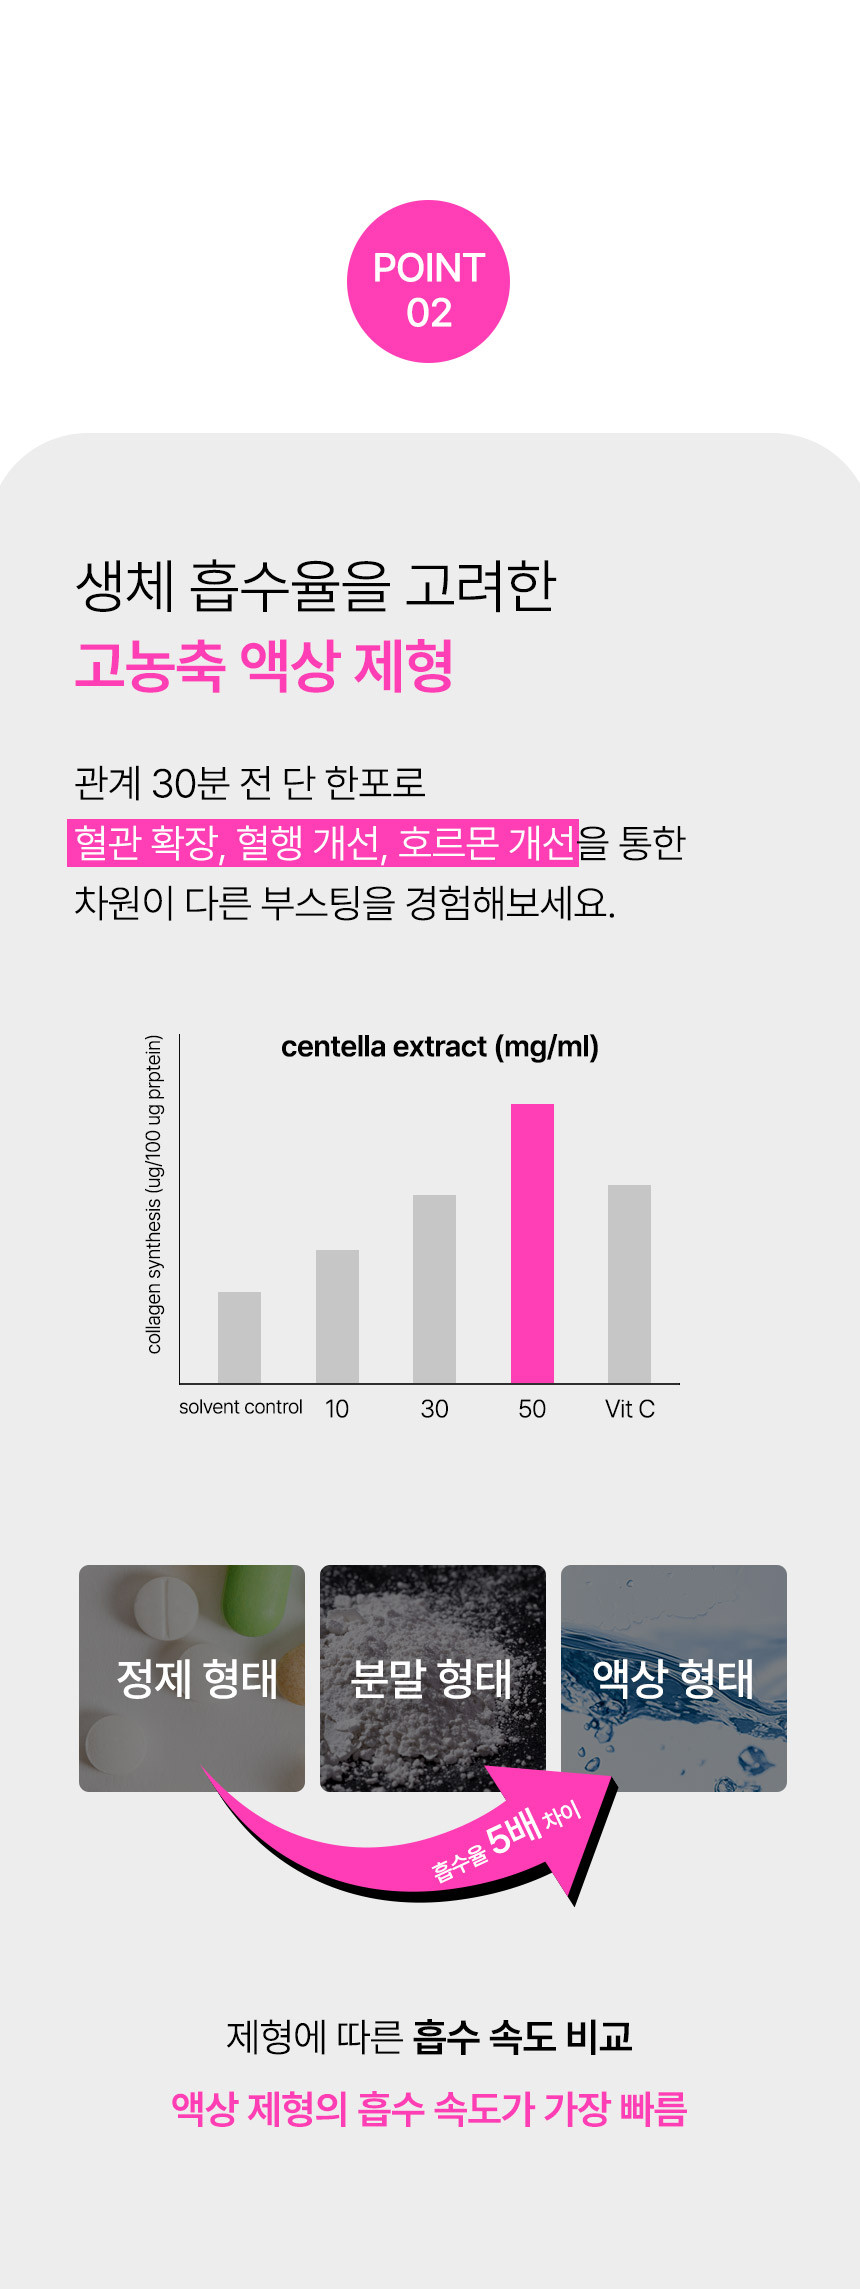 POINT
02
생체 흡수율을 고려한
고농축 액상 제형
관계 30분 전 단 한포로
혈관 확장, 혈행 개선, 호르몬 개선을 통한
차원이 다른 부스팅을 경험해보세요.
centella extract (mg/ml)
collagen synthesis (ug/100 ug prptein)
solvent control 10 30 50 Vit C
정제 형태 분말 형태 액상 형태
흡수율 5배 차이
제형에 따른 흡수 속도 비교
액상 제형의 흡수 속도가 가장 빠름